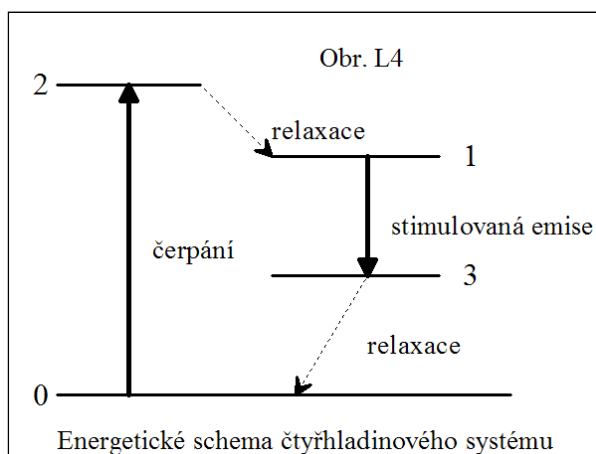 Obr. L4
2
relaxace
1
stimulovaná emise
čerpání
3
relaxace
0
Energetické schema čtyřhladinového systému